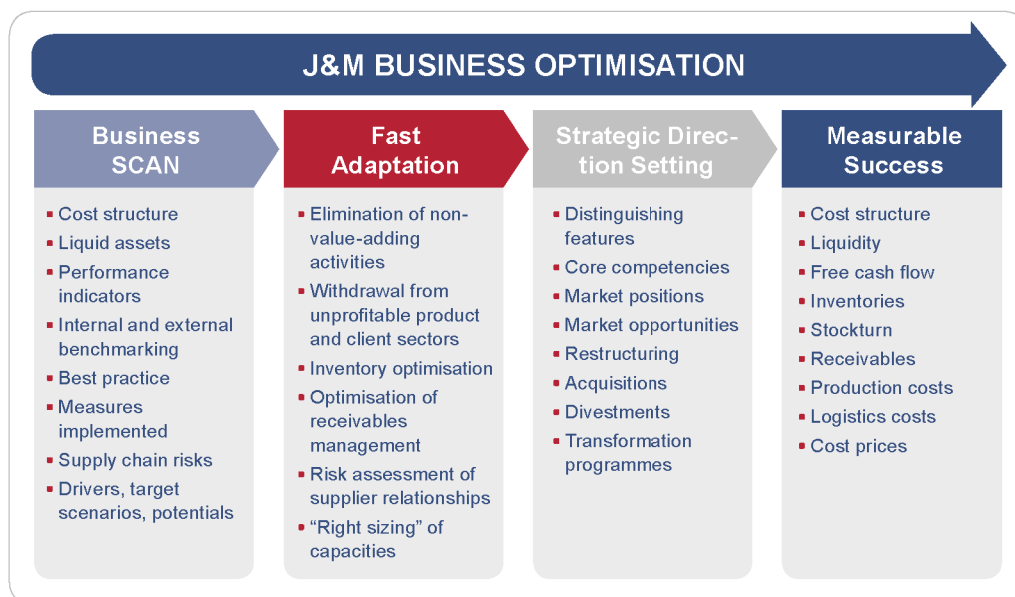 J&M BUSINESS OPTIMISATION
Business
SCAN
Cost structure
Liquid assets
Performance
indicators
Internal and external
benchmarking
Best practice
Measures
implemented
Supply chain risks
Drivers, target
scenarios, potentials
Fast
Adaptation
Elimination of non-
value-adding
activities
Withdrawal from
unprofitable product
and client sectors
Inventory optimisation
Optimisation of
receivables
management
Risk assessment of
supplier relationships
“Right sizing” of
capacities
Strategic Direc-
tion Setting
Distinguishing
features
Core competencies
Market positions
Market opportunities
Restructuring
Acquisitions
Divestments
Transformation
programmes
Measurable
Success
Cost structure
Liquidity
Free cash flow
Inventories
Stockturn
Receivables
Production costs
Logistics costs
Cost prices